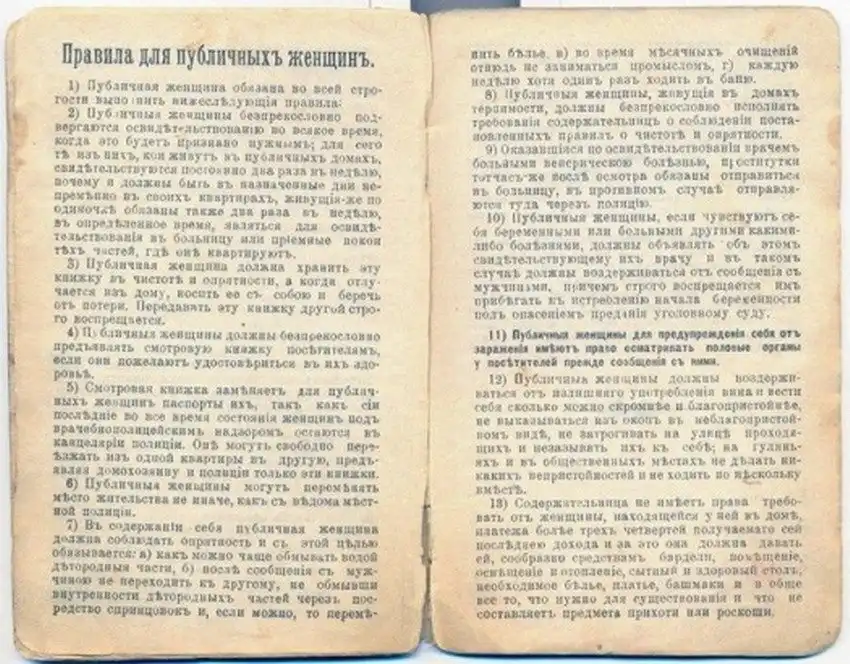 Правила для публичныхъ женщинъ.
1) Публичная женщина обязана во всей стро-
гости выполнить нижеслѣдующія правила:
2) Публичныя женщины безпрекословно под-
вергаются освидѣтельствованію во всякое время,
когда это будетъ признано нужнымъ; для сего
тѣ изъ нихъ, кои живутъ въ публичныхъ домахъ,
свидѣтельствуются постоянно два раза въ недѣлю,
почему и должны быть въ назначенные дни не-
премѣнно въ своихъ квартирахъ, живущія-же по
одиночкѣ обязаны также два раза въ недѣлю,
въ опредѣленное время, являться для освидѣ-
тельствованія въ больницу или пріемные покои
тѣхъ частей, гдѣ онѣ квартируютъ.
3) Публичная женщина должна хранить эту
книжку въ чистотѣ и опрятности, а когда отлу-
чается изъ дому, носить ее съ собою и беречь
отъ потери. Передавать эту книжку другой стро-
го воспрещается.
4) Публичныя женщины должны безпрекословно
предъявлять смотровую книжку посѣтителямъ,
если они пожелаютъ удостовѣриться въ ихъ здо-
ровьѣ.
5) Смотровая книжка замѣняетъ для публич-
ныхъ женщинъ паспорты ихъ, такъ какъ сіи
послѣдніе во все время состоянія женщинъ подъ
врачебнополицейскимъ надзоромъ остаются въ
канцеляріи полиціи. Онѣ могутъ свободно пере-
ѣзжать изъ одной квартиры въ другую, предъ-
являя домохозяину и полиціи только эти книжки.
6) Публичныя женщины могутъ перемѣнять
мѣсто жительства не иначе, какъ съ вѣдома мѣст-
ной полиціи.
7) Въ содержаніи себя публичная женщина
должна соблюдать опрятность и съ этой цѣлью
обязывается: а) какъ можно чаще обмывать водой
дѣтородныя части, б) послѣ сообщенія съ муж-
чиною не переходить къ другому, не обмывши
внутренности дѣтородныхъ частей черезъ пос-
редство спринцовокъ и, если можно, то перемѣ-
нить бѣлье, в) во время мѣсячныхъ очищеній
отнюдь не заниматься промысломъ, г) каждую
недѣлю хотя одинъ разъ ходить въ баню.
8) Публичныя женщины, живущія въ домахъ
терпимости, должны безпрекословно исполнять
требованія содержательницъ о соблюденіи поста-
новленныхъ правилъ о чистотѣ и опрятности.
9) Оказавшіяся по освидѣтельствованіи врачемъ
больными венерическою болѣзнью, проститутки
тотчасъ-же послѣ осмотра обязаны отправиться
въ больницу, въ противномъ случаѣ отправля-
ются туда черезъ полицію.
10) Публичныя женщины, если чувствуютъ се-
бя беременными или больными другими какими-
либо болѣзнями, должны объявлять объ этомъ
свидѣтельствующему ихъ врачу и въ такомъ
случаѣ должны воздерживаться отъ сообщенія съ
мужчинами, причемъ строго воспрещается имъ
прибѣгать къ истребленію начала беременности
подъ опасеніемъ преданія уголовному суду.
11) Публичныя женщины для предупрежденія себя отъ
зараженія имѣютъ право осматривать половые органы
у посѣтителей прежде сообщенія съ ними.
12) Публичныя женщины должны воздержи-
ваться отъ излишняго употребленія вина и вести
себя сколько можно скромнѣе и благопристойнѣе,
не выказываться изъ оконъ въ неблагопристой-
номъ видѣ, не затрогивать на улицѣ проходя-
щихъ и незазывать ихъ къ себѣ; на гулянь-
яхъ и въ общественныхъ мѣстахъ не дѣлать ни-
какихъ непристойностей и не ходить по нѣскольку
вмѣстѣ.
13) Содержательница не имѣетъ права требо-
вать отъ женщины, находящейся у ней въ домѣ,
платежа болѣе трехъ четвертей получаемаго сей
послѣднею дохода и за это она должна давать
ей, сообразно средствамъ бардели, помѣщеніе,
освѣщеніе и отопленіе, сытный и здоровый столъ,
необходимое бѣлье, платье, башмаки и в обще
все то, что нужно для существованія и что не
составляетъ предмета прихоти или роскоши.